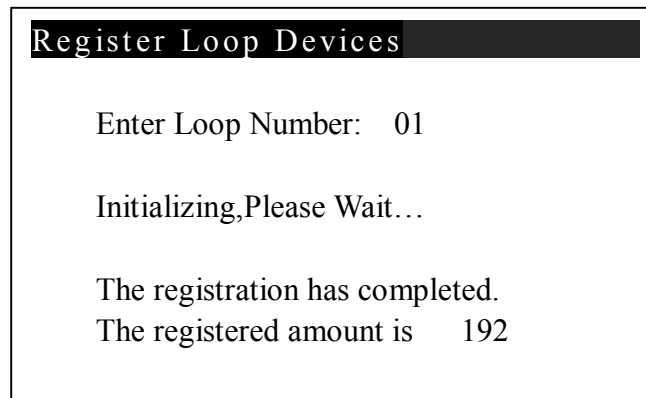 Register Loop Devices
Enter Loop Number: 01
Initializing,Please Wait…
The registration has completed.
The registered amount is 192